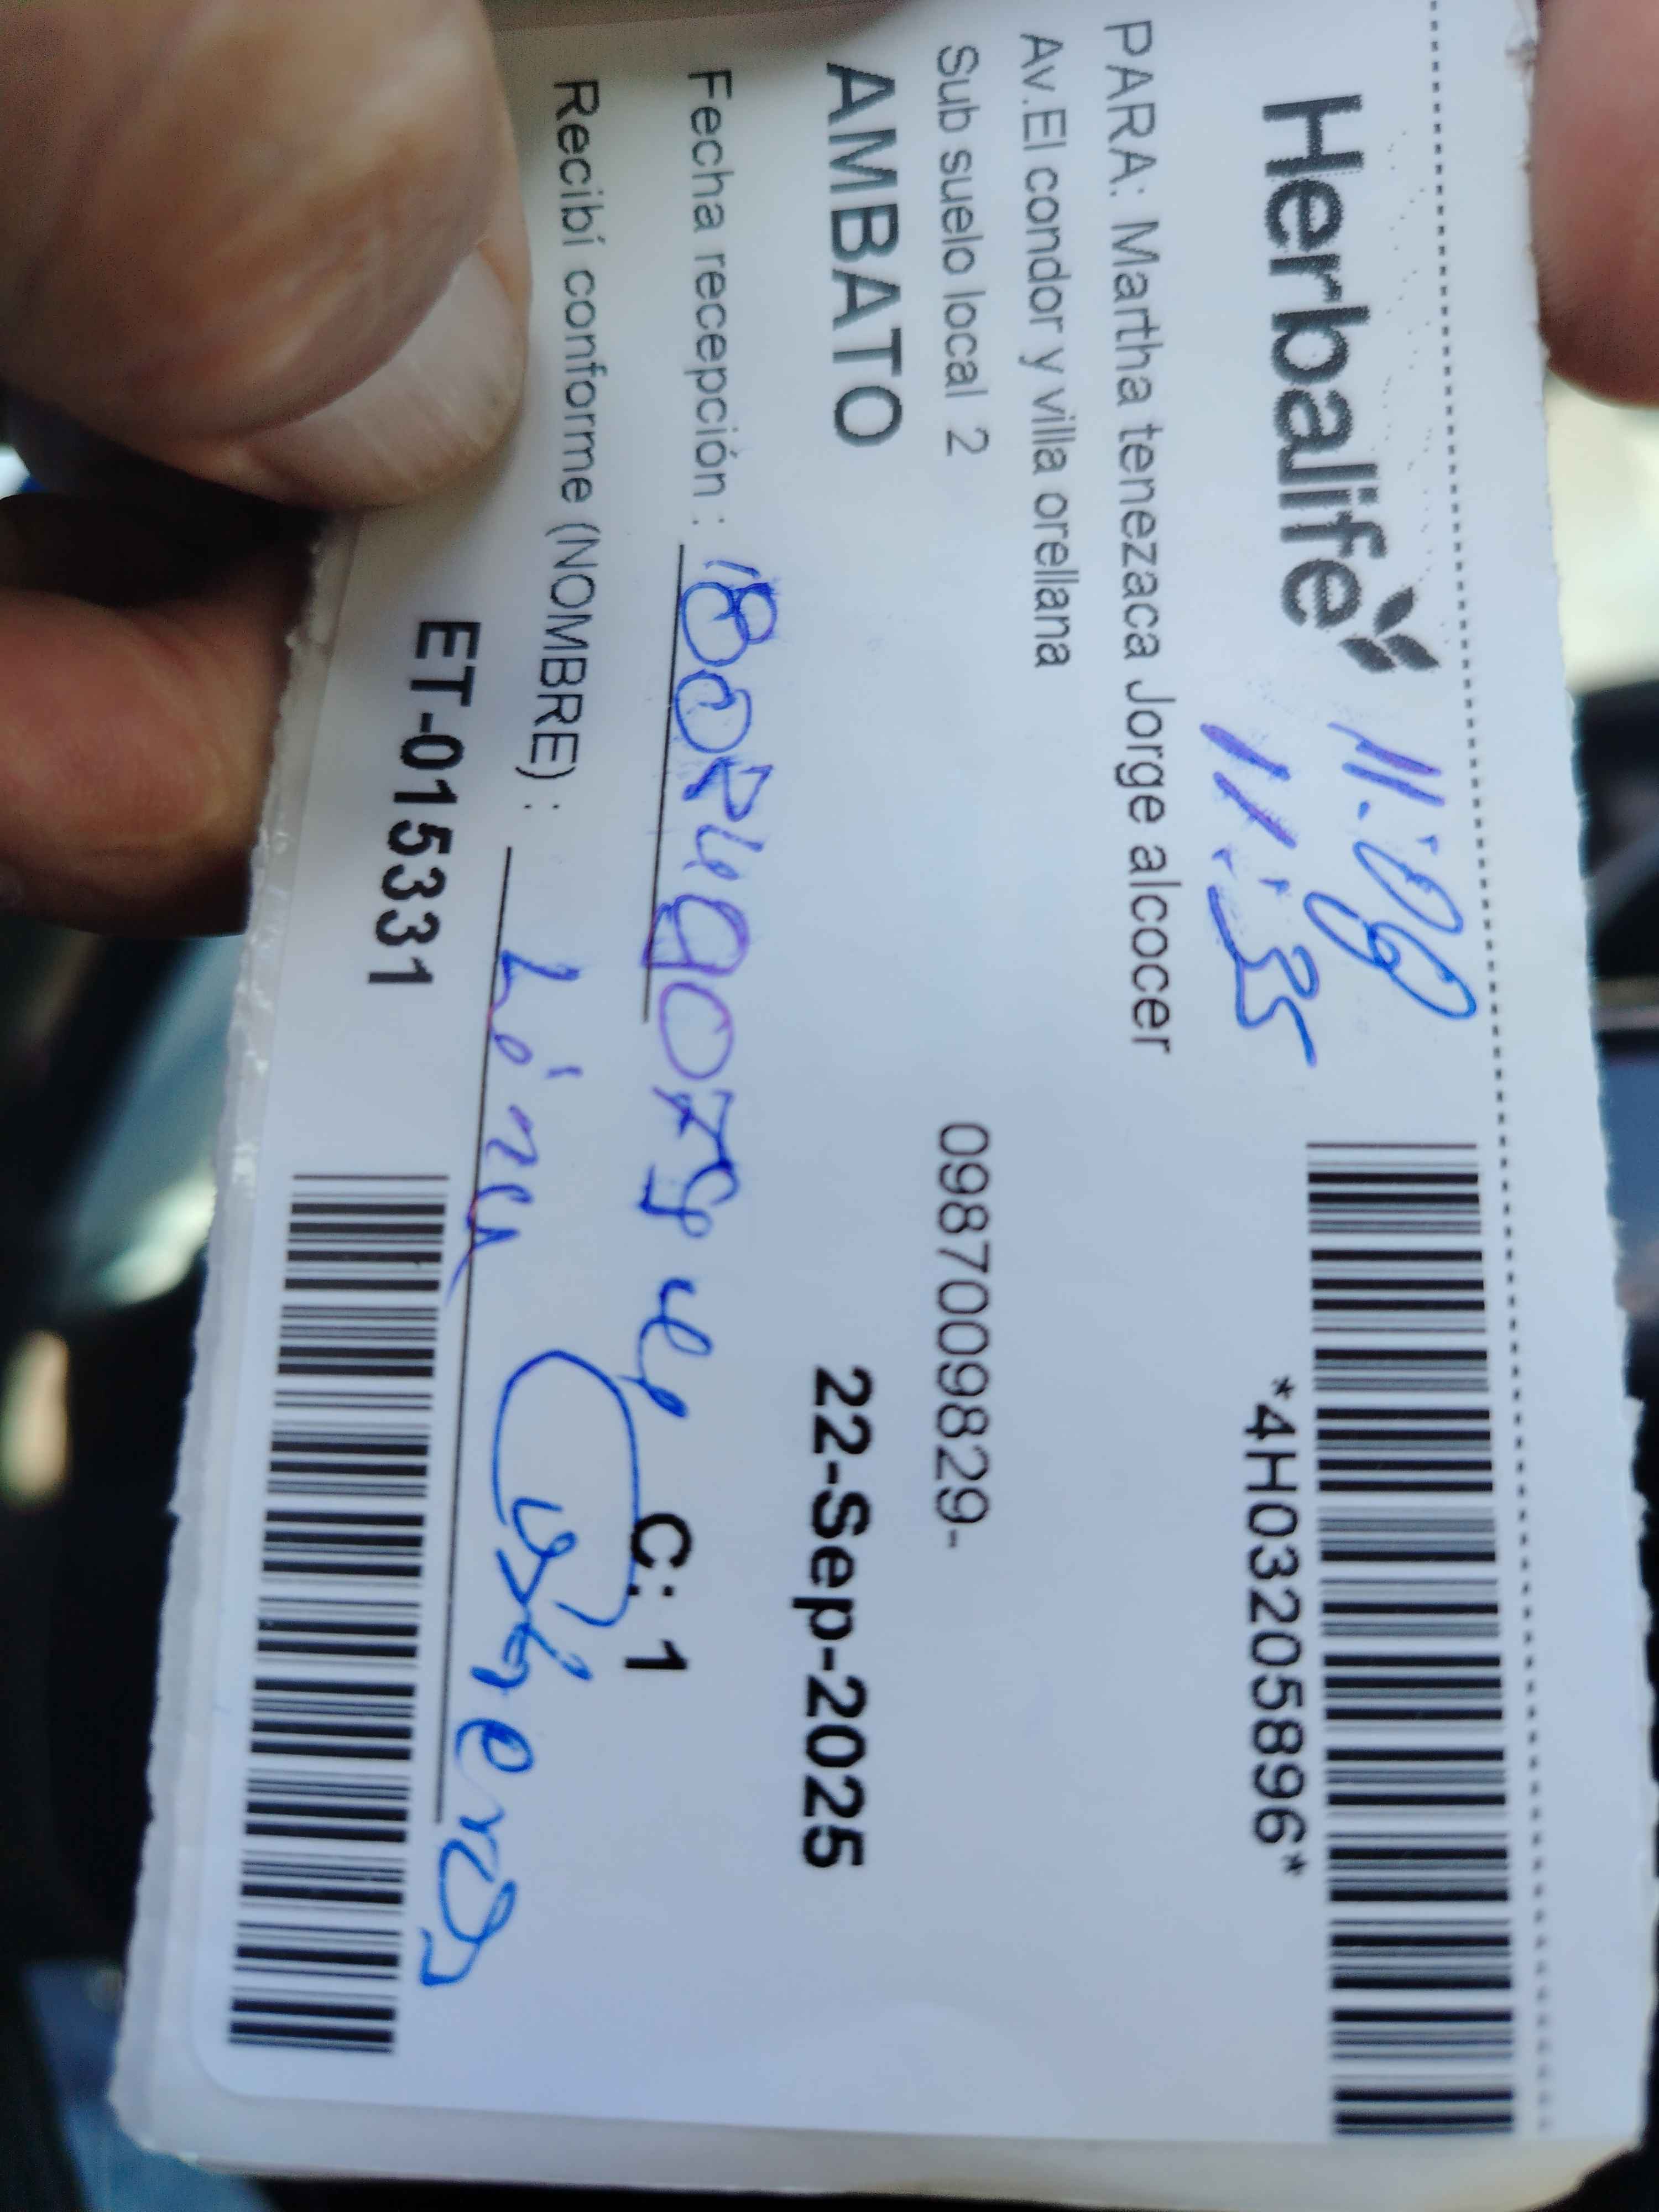 Herbalife
11:08
11:35
*4H03205896*
PARA: Martha tenezaca Jorge alcocer
Av.El condor y villa orellana
Sub suelo local 2
0987009829-
AMBATO
22-Sep-2025
Fecha recepción :
C: 1
Recibí conforme (NOMBRE) :
ET-015331